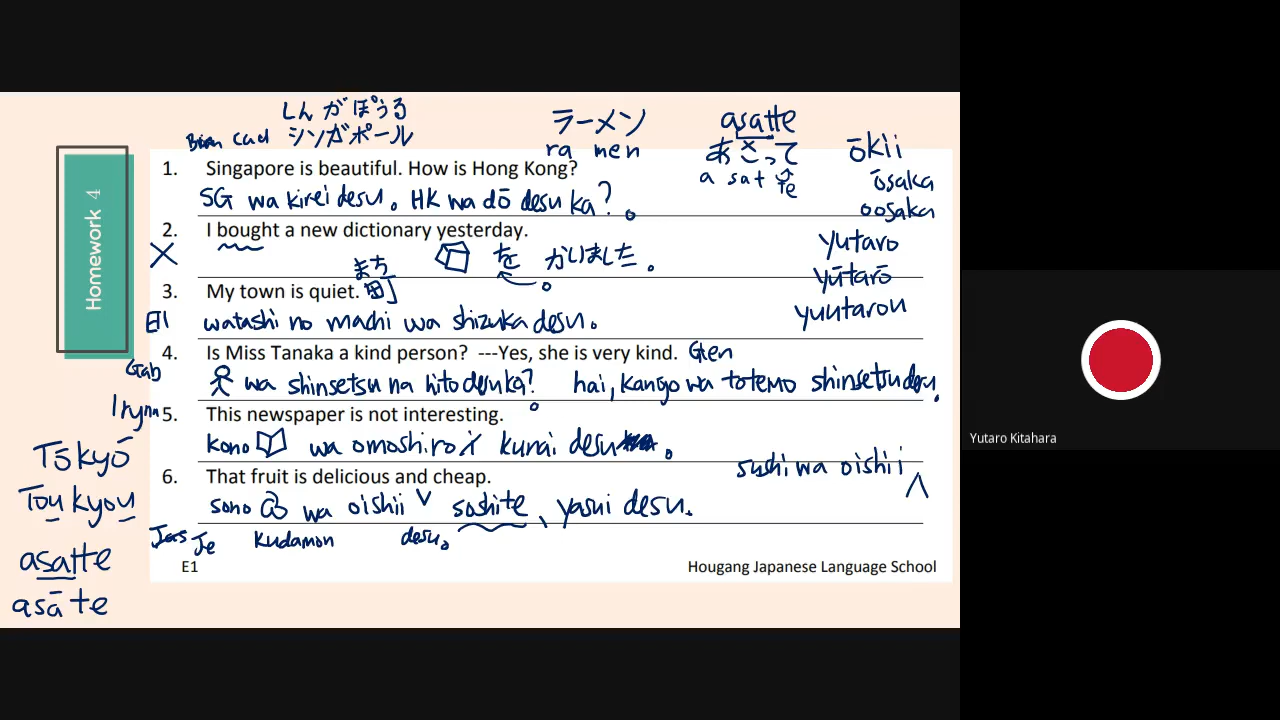 Homework 4
しんがぽうる
シンガポール
ラーメン
ra men
asatte
あさって
a sat te
ōkii
ōsaka
oosaka
1. Singapore is beautiful. How is Hong Kong?
SG wa kirei desu。 HK wa dō desu ka?。
2. I bought a new dictionary yesterday.
を かいました。
yutaro
yūtarō
yuutarou
まち
3. My town is quiet. 町
watashi no machi wa shizuka desu。
4. Is Miss Tanaka a kind person? ---Yes, she is very kind. Glen
wa shinsetsu na hito desu ka?。 hai, kango wa totemo shinsetsu desu.
Gab
Iryna
5. This newspaper is not interesting.
kono wa omoshiro kunai desu。
Tōkyō
Toukyou
asatte
asāte
6. That fruit is delicious and cheap.
sushi wa oishii
sono wa oishii soshite、yasui desu.
Jas Je kudamon desu。
E1
Hougang Japanese Language School
Yutaro Kitahara